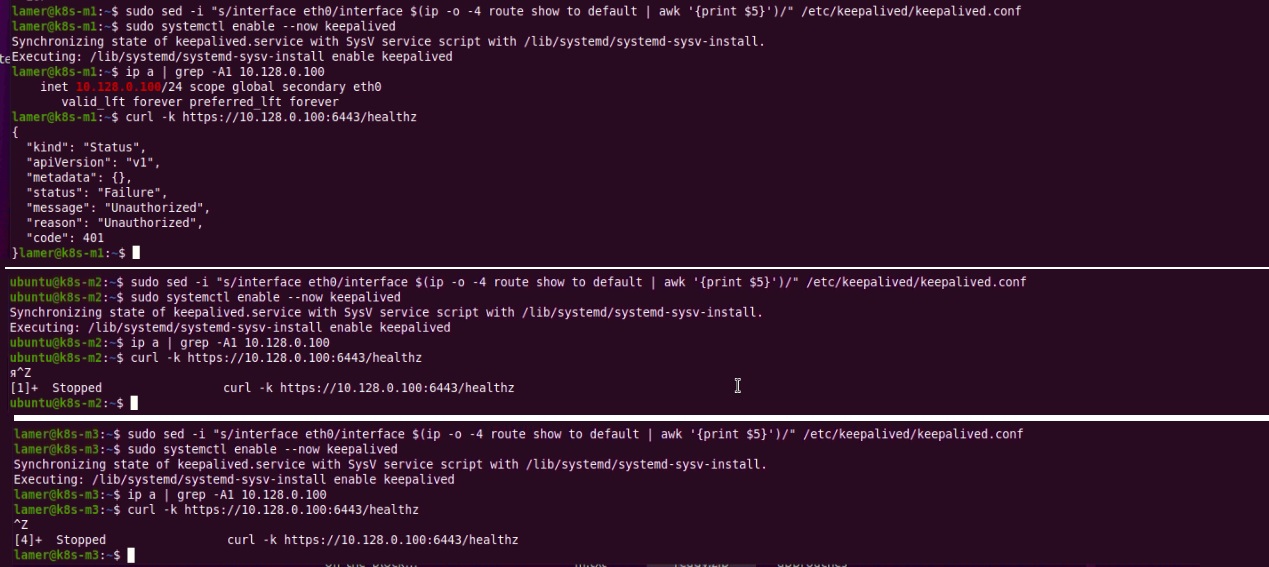 lamer@k8s-m1:~$ sudo sed -i "s/interface eth0/interface $(ip -o -4 route show to default | awk '{print $5}')/" /etc/keepalived/keepalived.conf
lamer@k8s-m1:~$ sudo systemctl enable --now keepalived
Synchronizing state of keepalived.service with SysV service script with /lib/systemd/systemd-sysv-install.
Executing: /lib/systemd/systemd-sysv-install enable keepalived
lamer@k8s-m1:~$ ip a | grep -A1 10.128.0.100
    inet 10.128.0.100/24 scope global secondary eth0
       valid_lft forever preferred_lft forever
lamer@k8s-m1:~$ curl -k https://10.128.0.100:6443/healthz
{
  "kind": "Status",
  "apiVersion": "v1",
  "metadata": {},
  "status": "Failure",
  "message": "Unauthorized",
  "reason": "Unauthorized",
  "code": 401
}lamer@k8s-m1:~$
ubuntu@k8s-m2:~$ sudo sed -i "s/interface eth0/interface $(ip -o -4 route show to default | awk '{print $5}')/" /etc/keepalived/keepalived.conf
ubuntu@k8s-m2:~$ sudo systemctl enable --now keepalived
Synchronizing state of keepalived.service with SysV service script with /lib/systemd/systemd-sysv-install.
Executing: /lib/systemd/systemd-sysv-install enable keepalived
ubuntu@k8s-m2:~$ ip a | grep -A1 10.128.0.100
ubuntu@k8s-m2:~$ curl -k https://10.128.0.100:6443/healthz
я^Z
[1]+  Stopped                 curl -k https://10.128.0.100:6443/healthz
ubuntu@k8s-m2:~$
lamer@k8s-m3:~$ sudo sed -i "s/interface eth0/interface $(ip -o -4 route show to default | awk '{print $5}')/" /etc/keepalived/keepalived.conf
lamer@k8s-m3:~$ sudo systemctl enable --now keepalived
Synchronizing state of keepalived.service with SysV service script with /lib/systemd/systemd-sysv-install.
Executing: /lib/systemd/systemd-sysv-install enable keepalived
lamer@k8s-m3:~$ ip a | grep -A1 10.128.0.100
lamer@k8s-m3:~$ curl -k https://10.128.0.100:6443/healthz
^Z
[4]+  Stopped                 curl -k https://10.128.0.100:6443/healthz
lamer@k8s-m3:~$